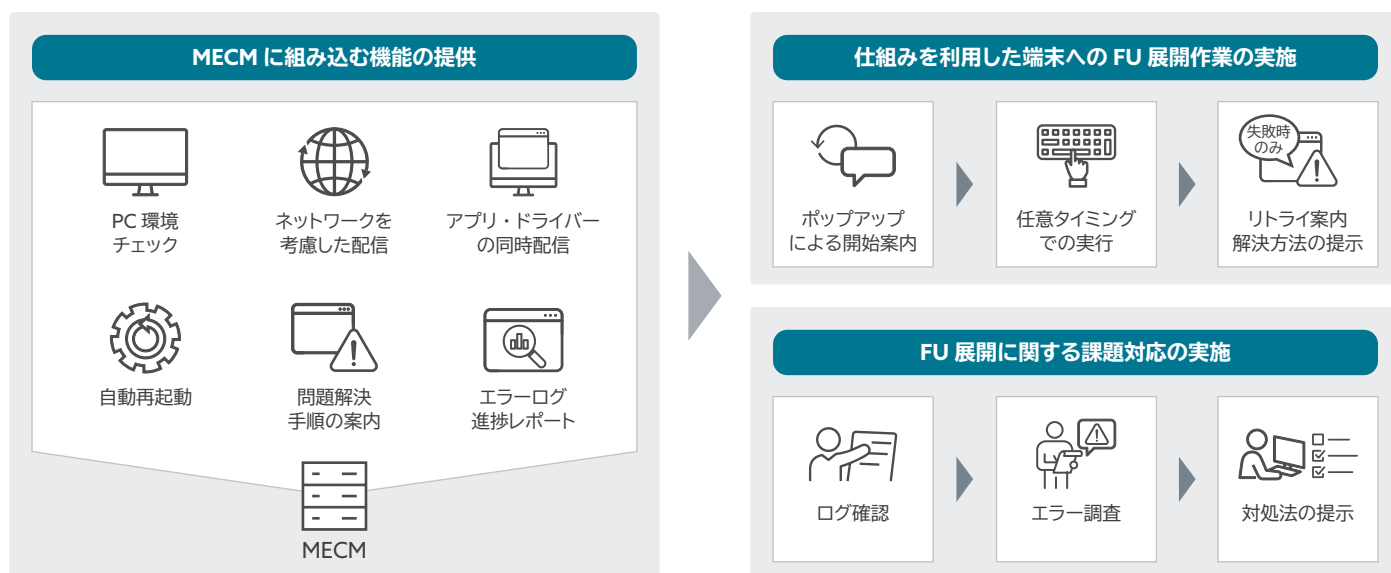 MECM に組み込む機能の提供
PC 環境
チェック
ネットワークを
考慮した配信
アプリ・ドライバー
の同時配信
自動再起動
問題解決
手順の案内
エラーログ
進捗レポート
MECM
仕組みを利用した端末への FU 展開作業の実施
ポップアップ
による開始案内
任意タイミング
での実行
失敗時
のみ
リトライ案内
解決方法の提示
FU 展開に関する課題対応の実施
ログ確認
エラー調査
対処法の提示